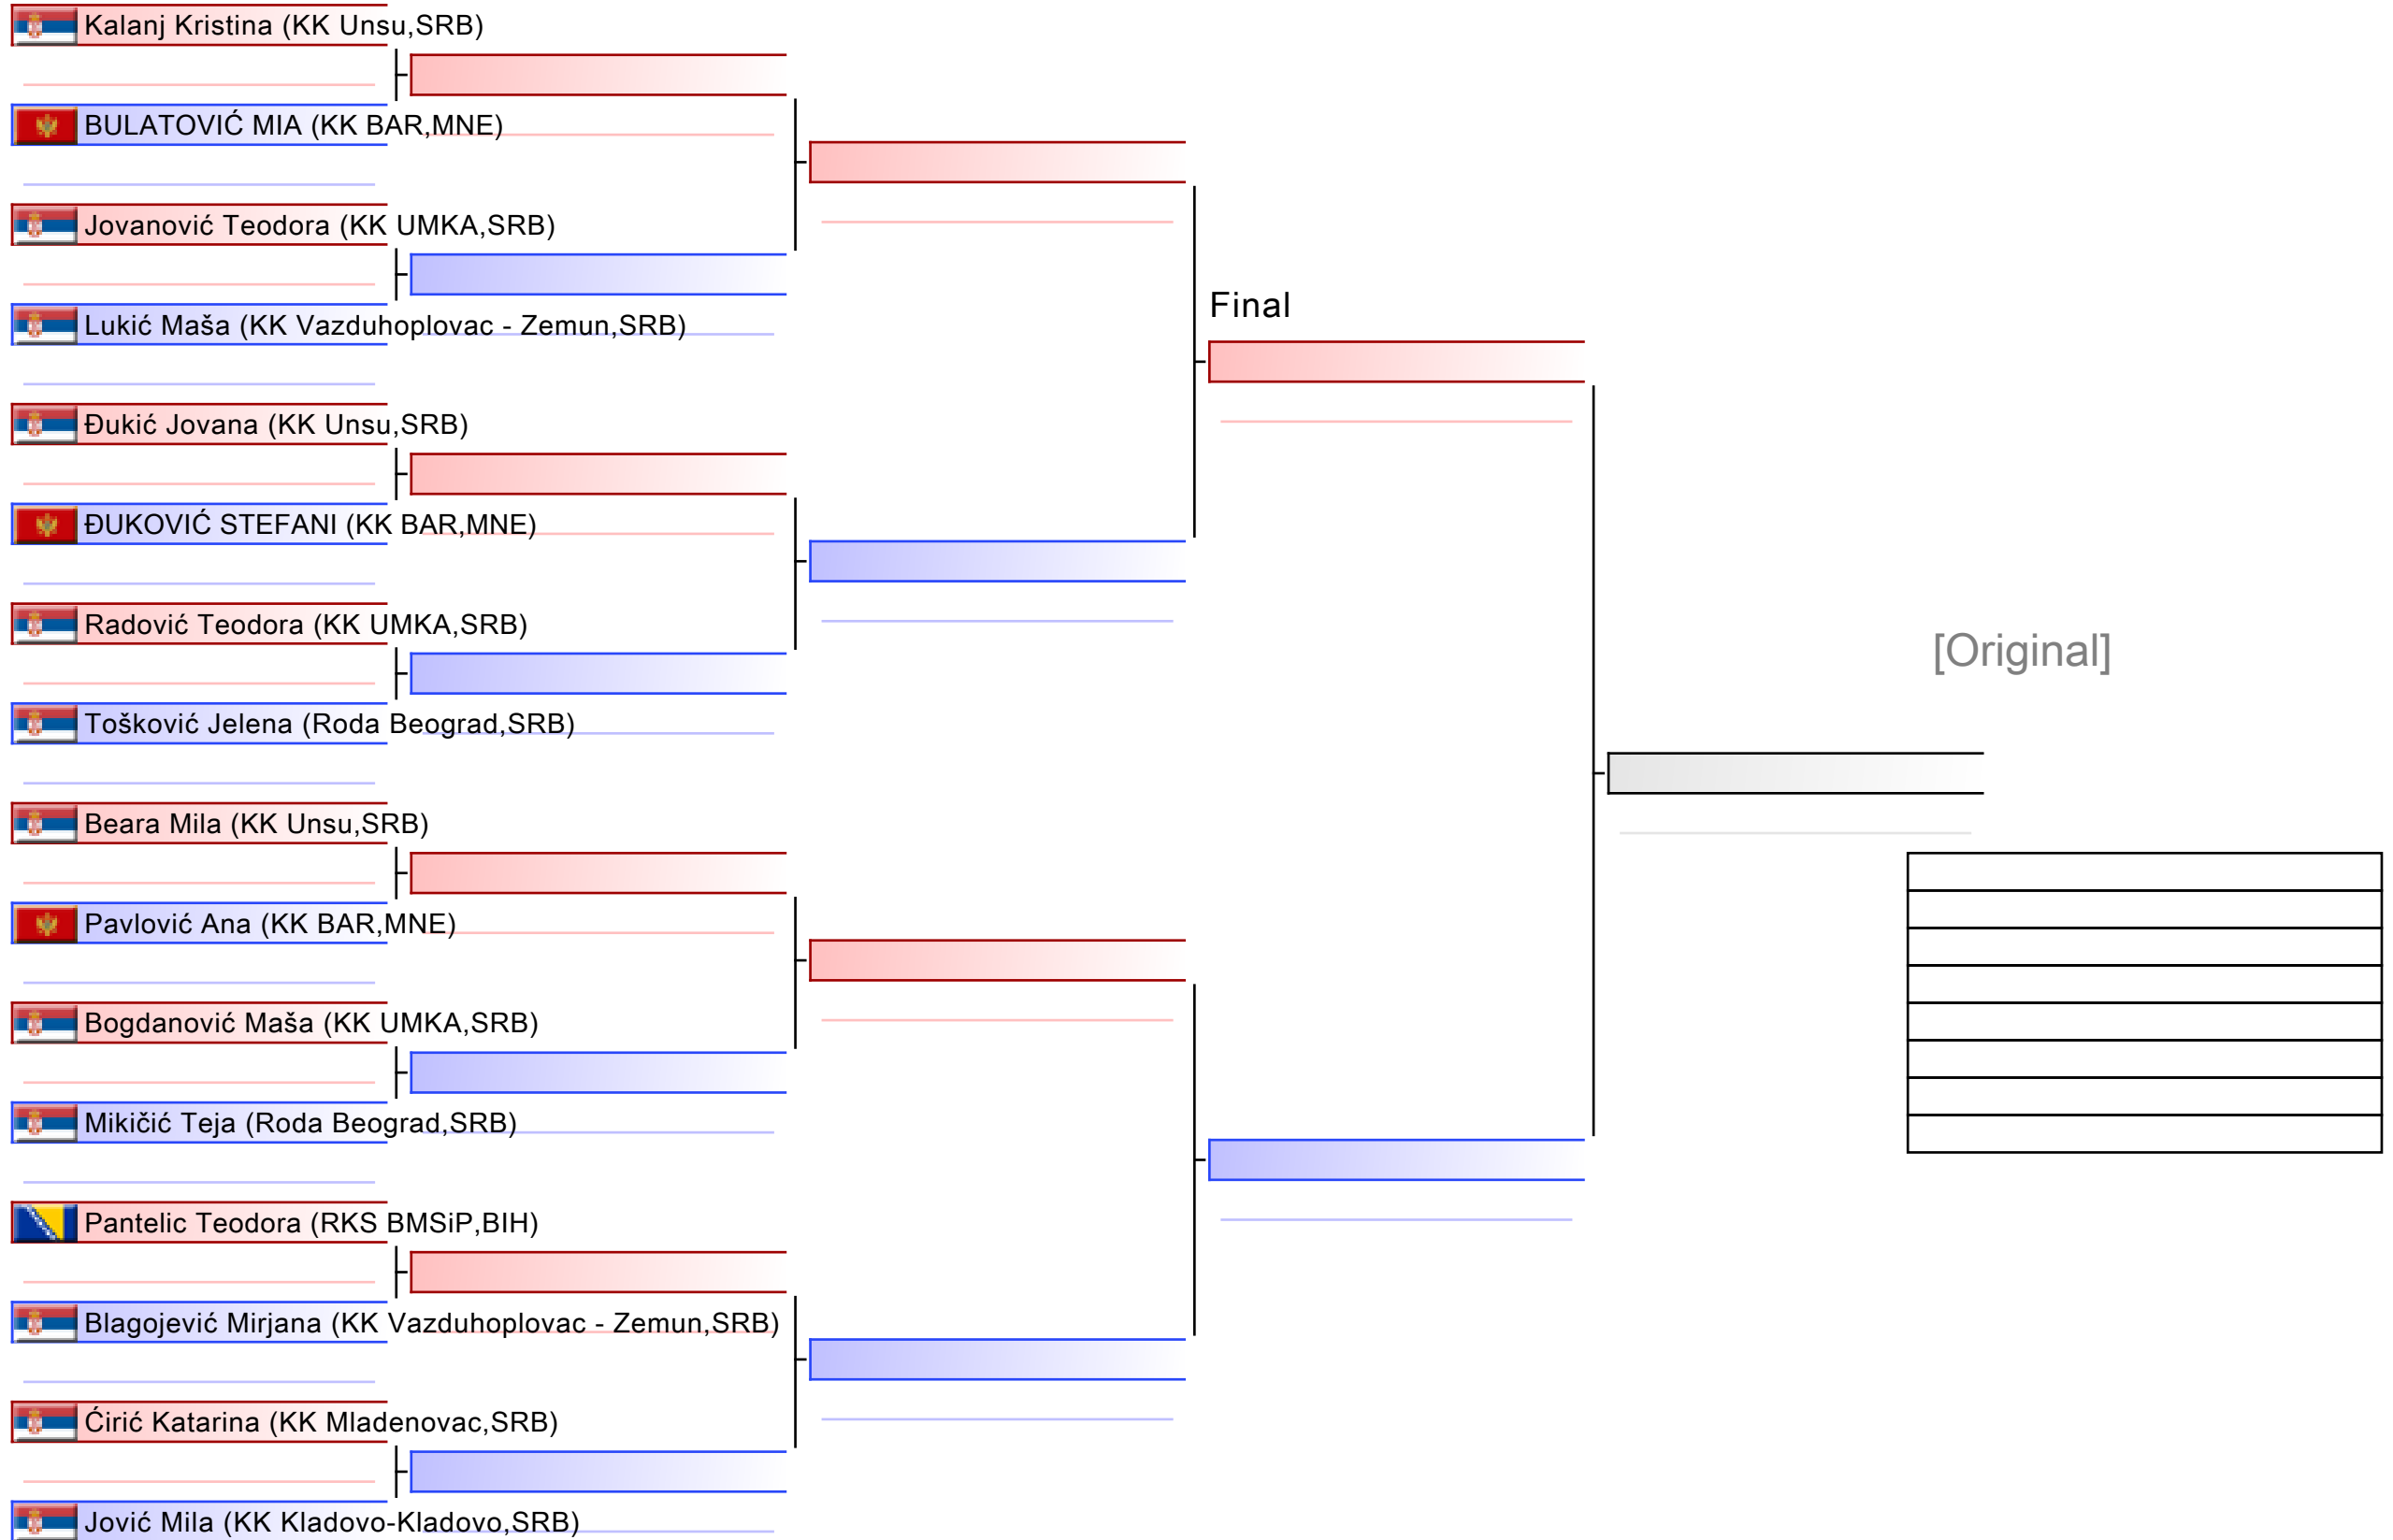 Kalanj Kristina (KK Unsu,SRB)
BULATOVIĆ MIA (KK BAR,MNE)
Jovanović Teodora (KK UMKA,SRB)
Lukić Maša (KK Vazduhoplovac - Zemun,SRB)
Final
Đukić Jovana (KK Unsu,SRB)
ĐUKOVIĆ STEFANI (KK BAR,MNE)
Radović Teodora (KK UMKA,SRB)
[Original]
Tošković Jelena (Roda Beograd,SRB)
Beara Mila (KK Unsu,SRB)
Pavlović Ana (KK BAR,MNE)
Bogdanović Maša (KK UMKA,SRB)
Mikičić Teja (Roda Beograd,SRB)
Pantelic Teodora (RKS BMSiP,BIH)
Blagojević Mirjana (KK Vazduhoplovac - Zemun,SRB)
Ćirić Katarina (KK Mladenovac,SRB)
Jović Mila (KK Kladovo-Kladovo,SRB)